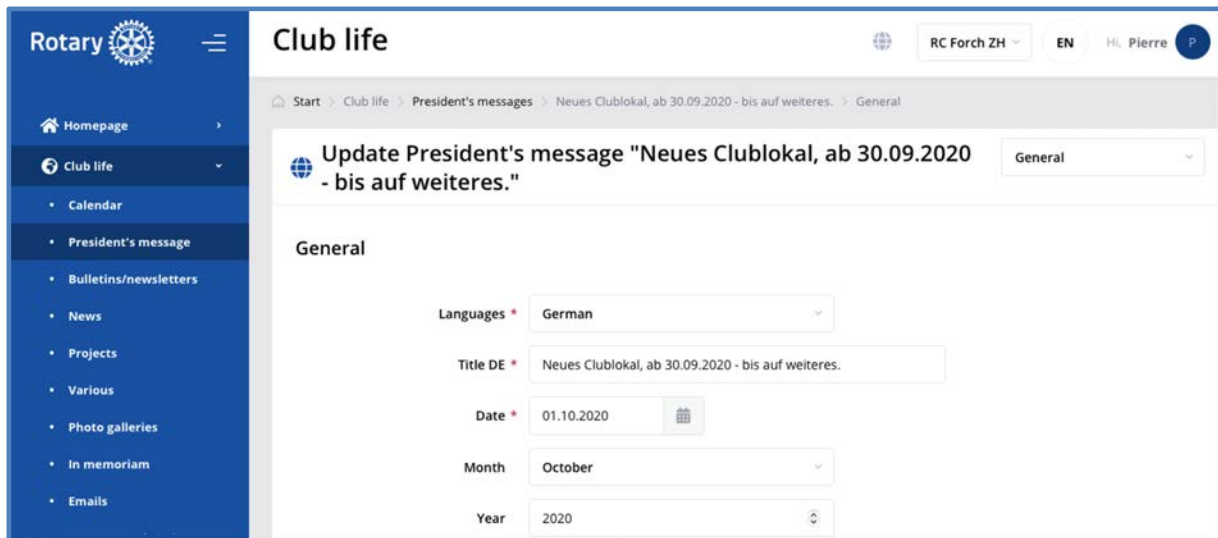 Rotary
Club life
RC Forch ZH
EN
Hi, Pierre
P
Start > Club life > President's messages > Neues Clublokal, ab 30.09.2020 - bis auf weiteres. > General
Homepage
Club life
• Calendar
• President's message
• Bulletins/newsletters
• News
• Projects
• Various
• Photo galleries
• In memoriam
• Emails
Update President's message "Neues Clublokal, ab 30.09.2020
- bis auf weiteres."
General
General
Languages * German
Title DE * Neues Clublokal, ab 30.09.2020 - bis auf weiteres.
Date * 01.10.2020
Month October
Year 2020